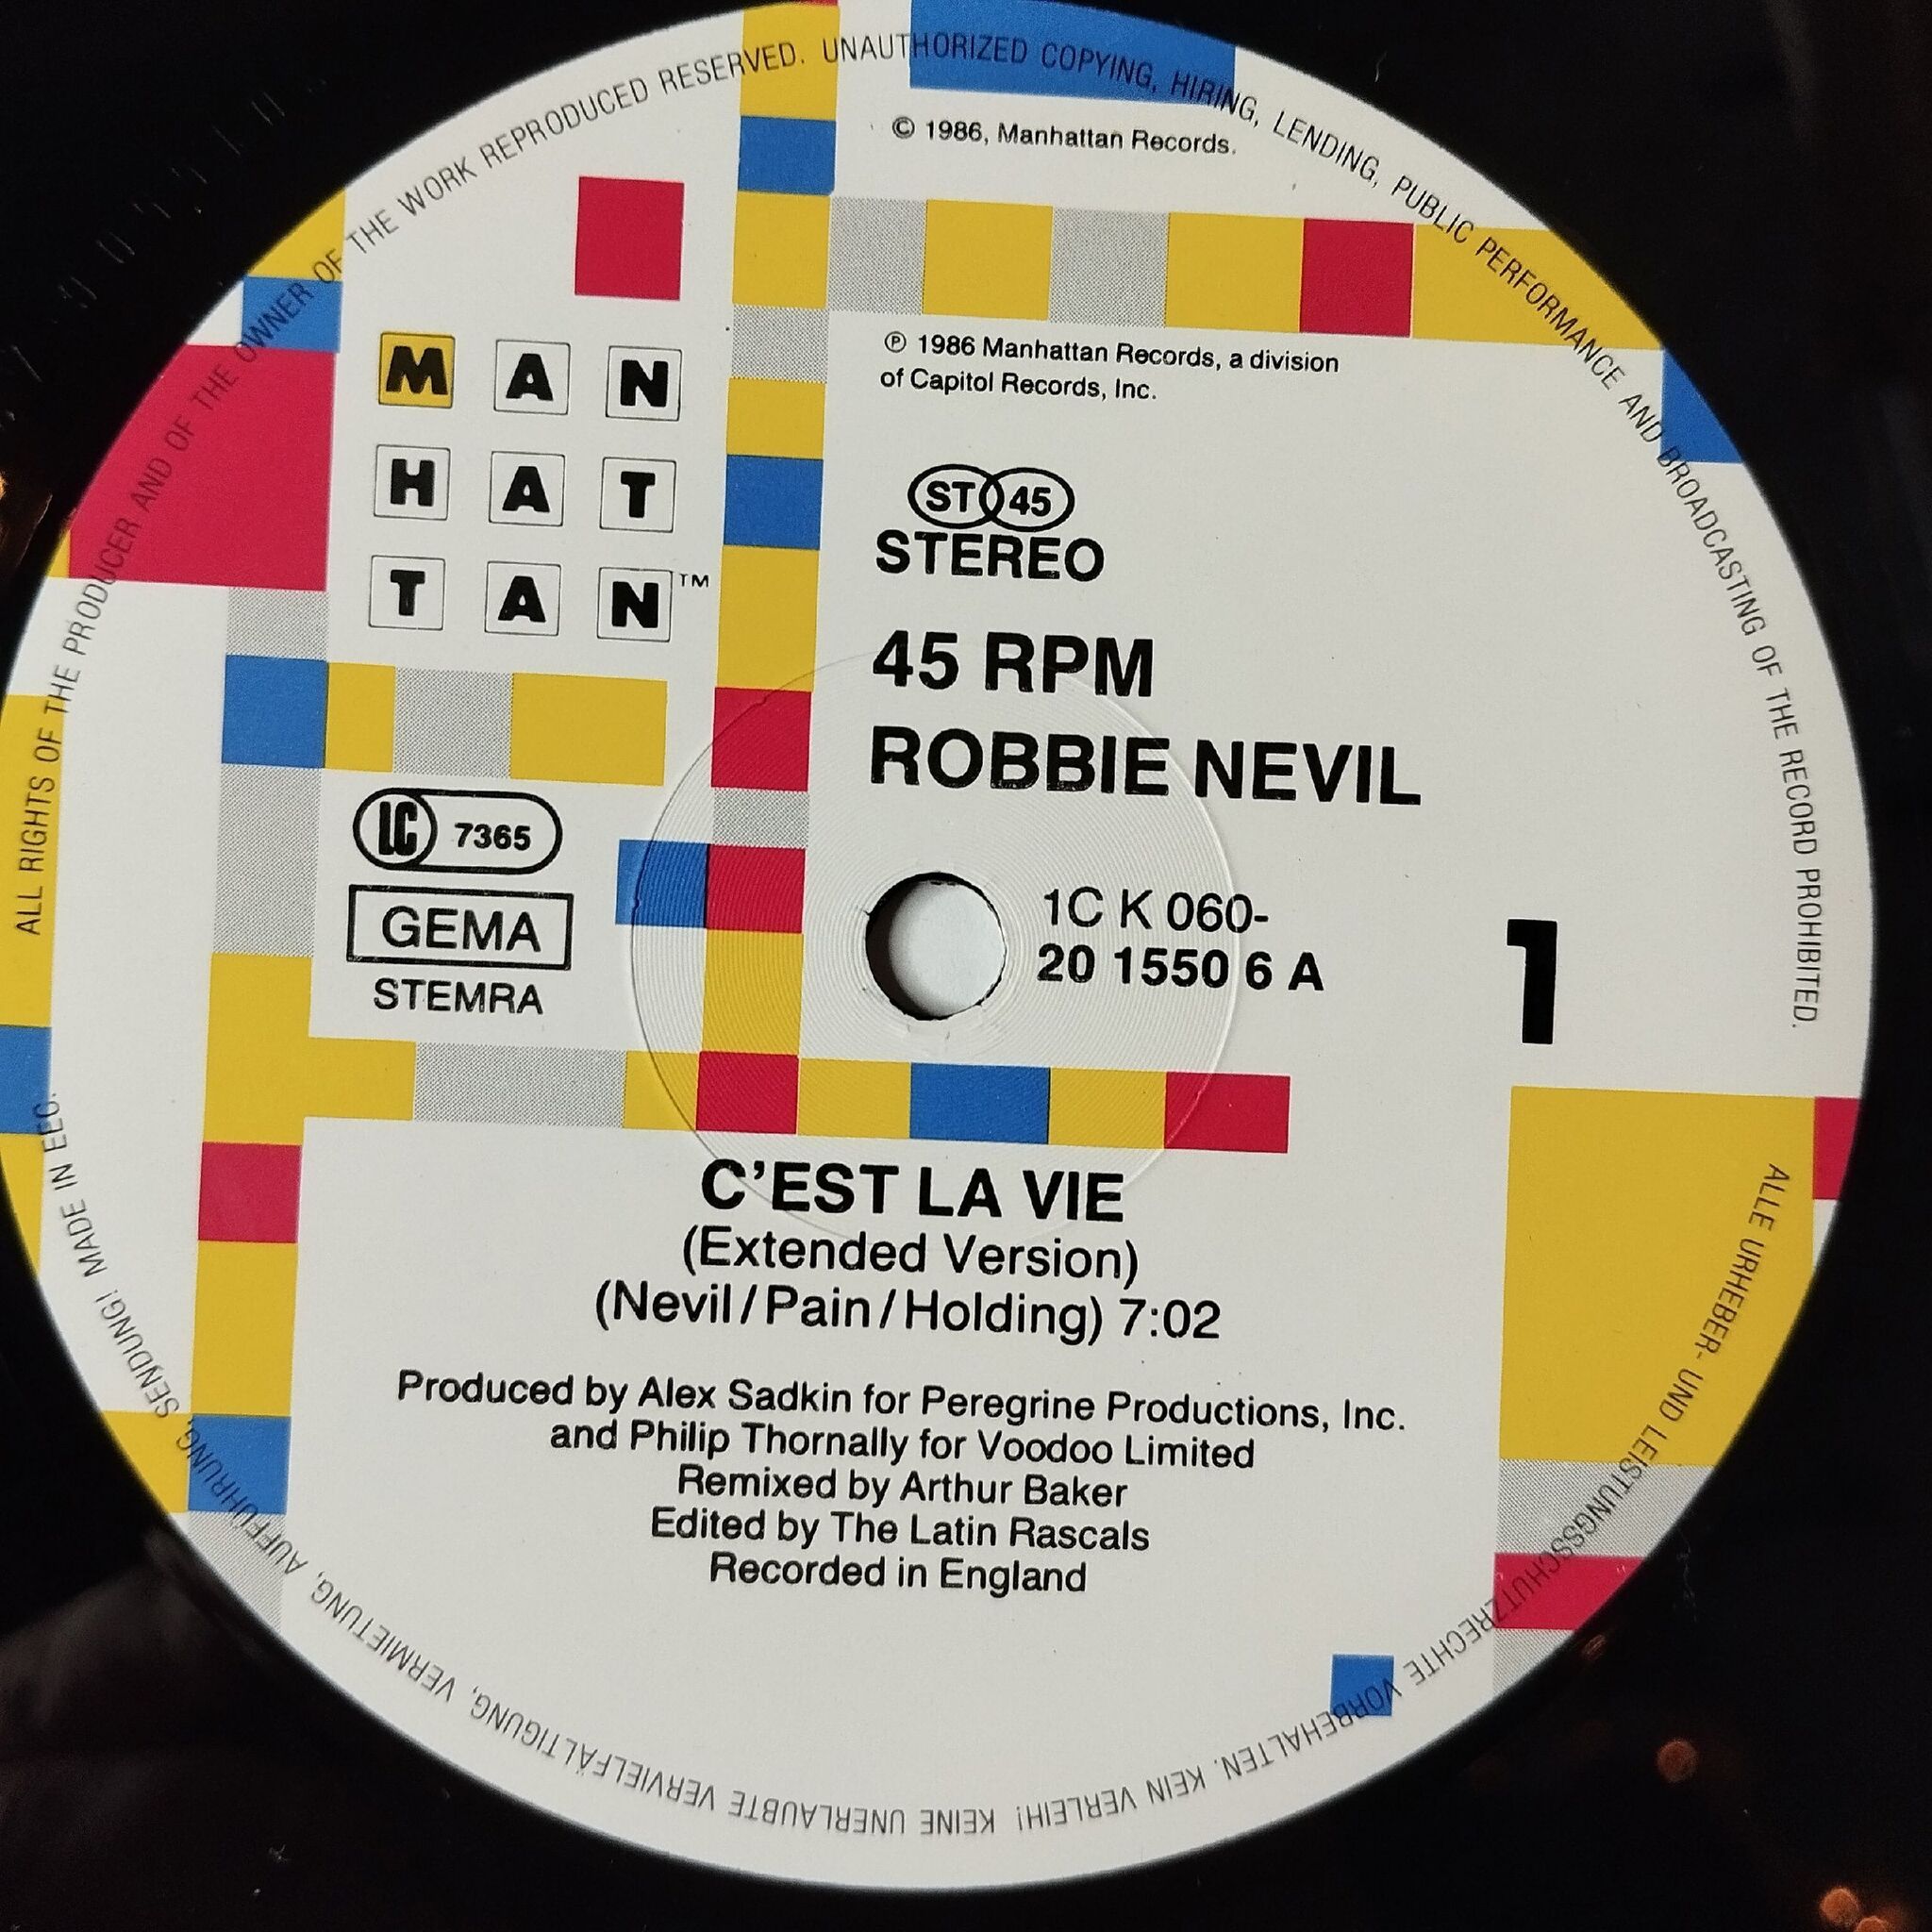 ALL RIGHTS OF THE PRODUCER AND OF THE OWNER OF THE WORK REPRODUCED RESERVED. UNAUTHORIZED COPYING, HIRING, LENDING, PUBLIC PERFORMANCE AND BROADCASTING OF THE RECORD PROHIBITED.
© 1986, Manhattan Records.
MAN
HAT
TAN™
℗ 1986 Manhattan Records, a division
of Capitol Records, Inc.
ST 45
STEREO
45 RPM
ROBBIE NEVIL
LC 7365
GEMA
STEMRA
1C K 060-
20 1550 6 A
1
C'EST LA VIE
(Extended Version)
(Nevil/Pain/Holding) 7:02
Produced by Alex Sadkin for Peregrine Productions, Inc.
and Philip Thornally for Voodoo Limited
Remixed by Arthur Baker
Edited by The Latin Rascals
Recorded in England
ALLE URHEBER- UND LEISTUNGSSCHUTZRECHTE VORBEHALTEN. KEIN VERLEIH! KEINE UNERLAUBTE VERVIELFÄLTIGUNG, VERMIETUNG, AUFFÜHRUNG, SENDUNG! MADE IN EEC.